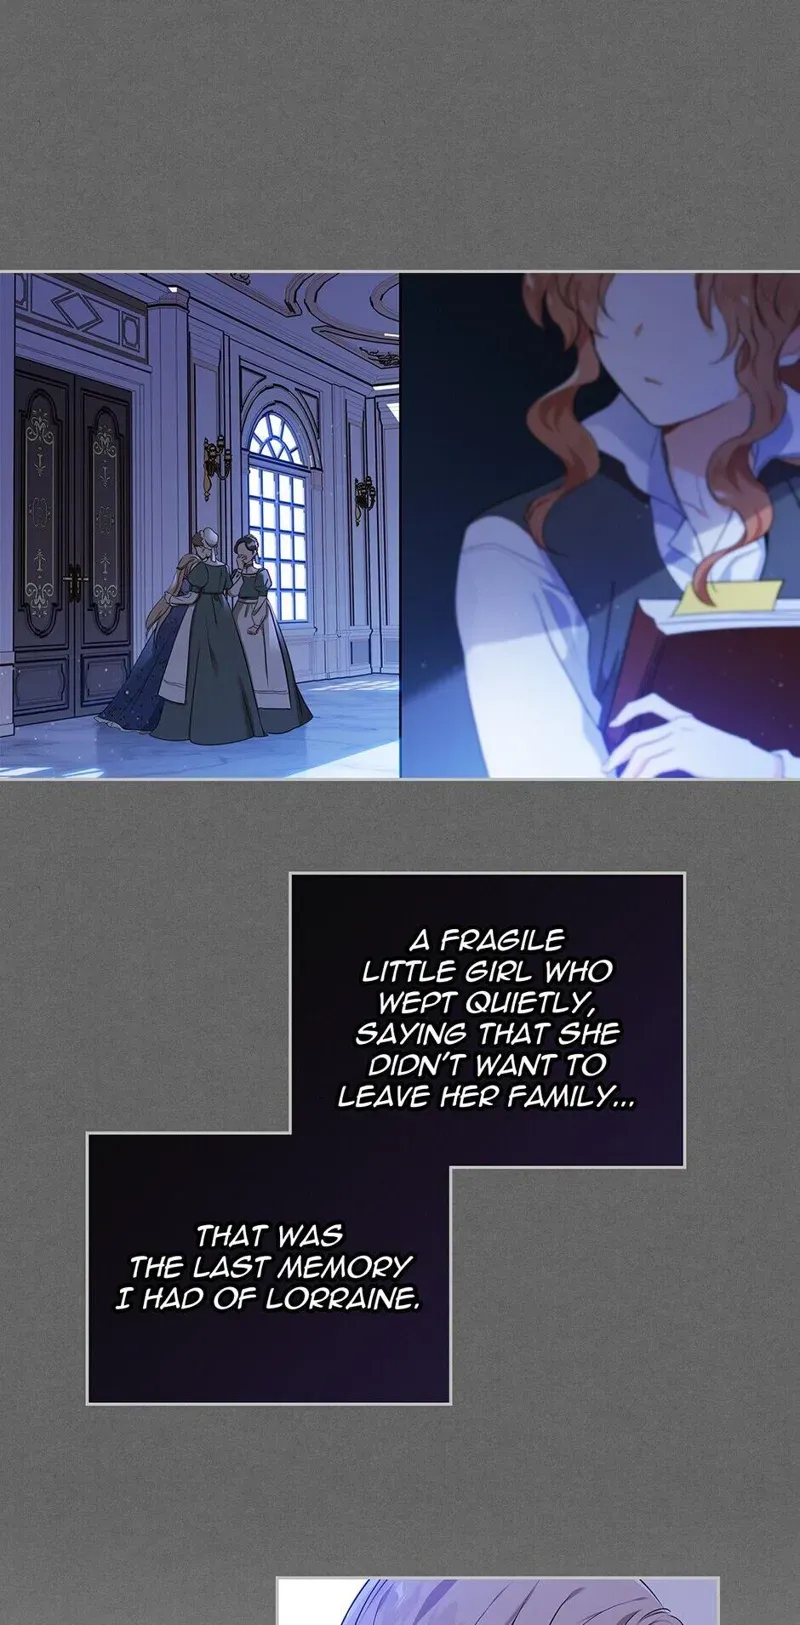 A FRAGILE
LITTLE GIRL WHO
WEPT QUIETLY,
SAYING THAT SHE
DIDN'T WANT TO
LEAVE HER FAMILY...
THAT WAS
THE LAST MEMORY
I HAD OF LORRAINE.